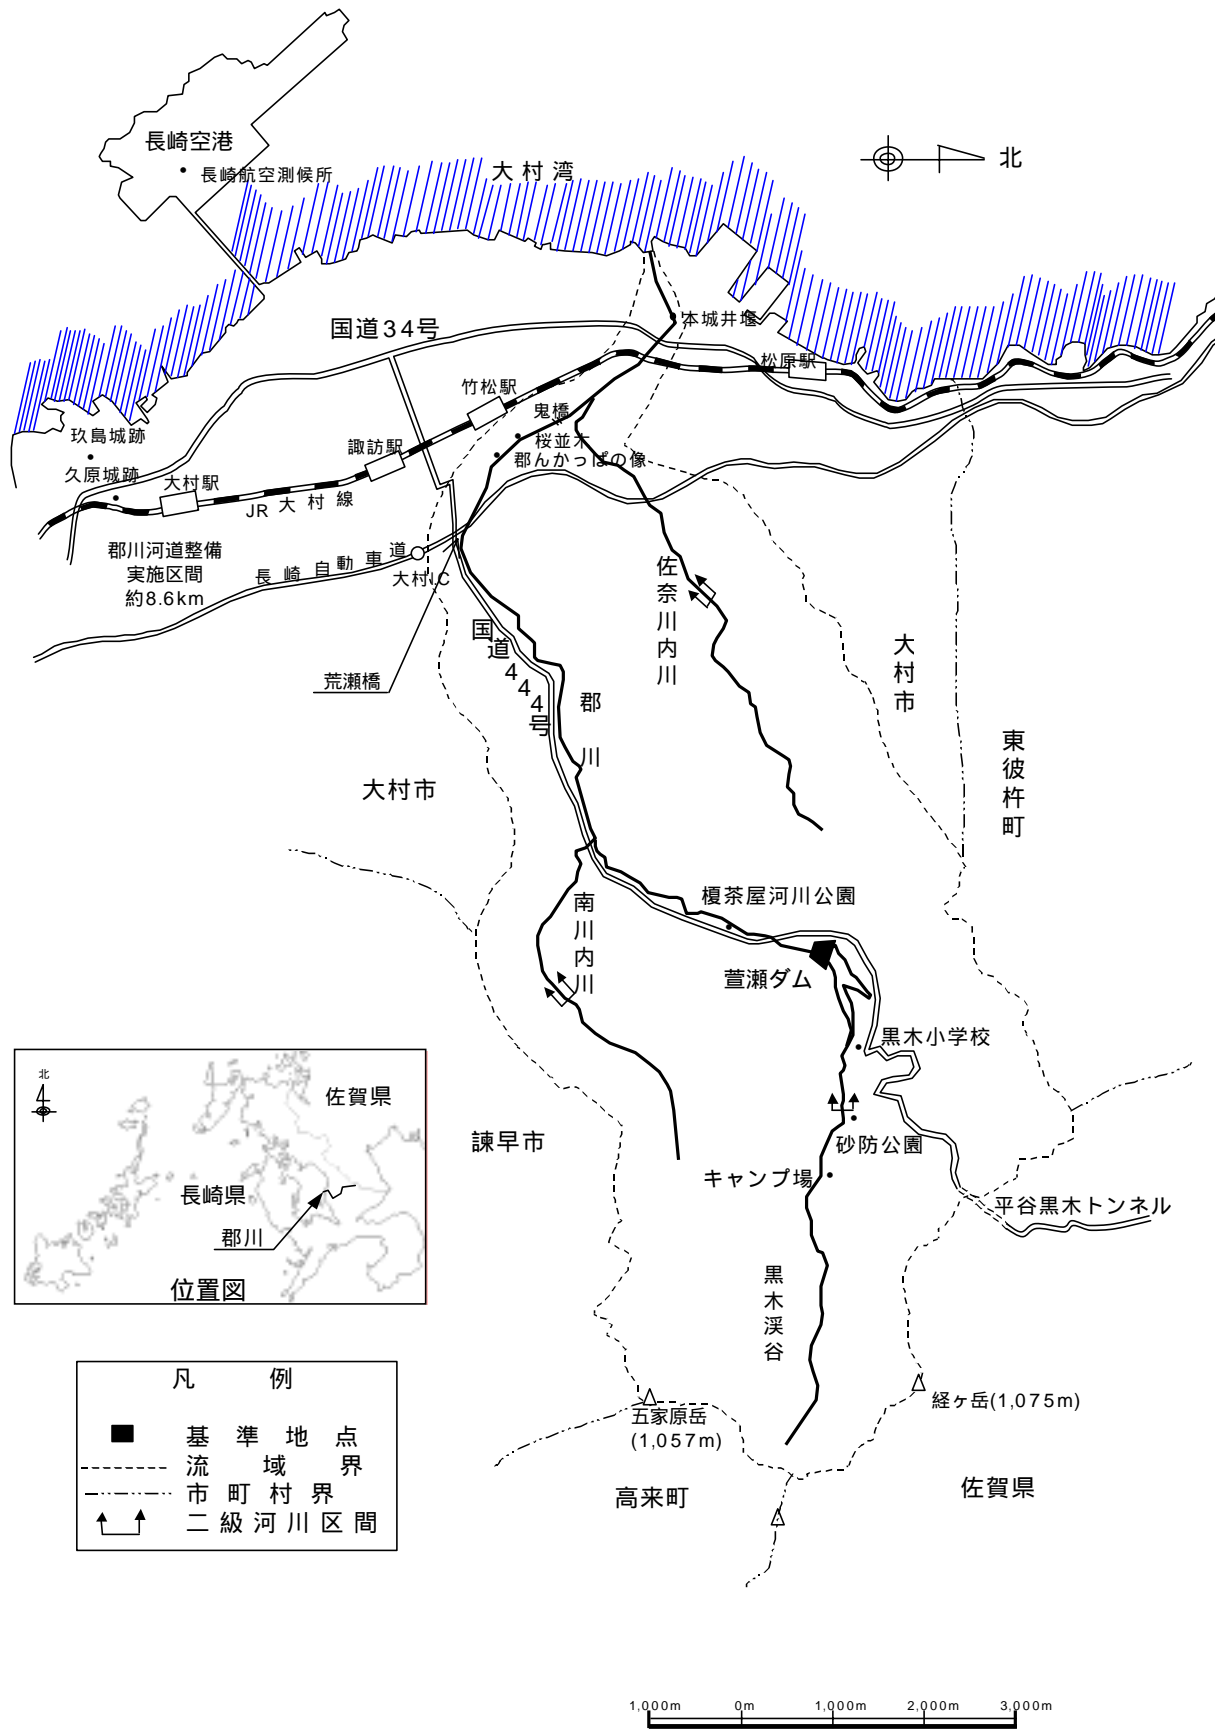 長崎空港
長崎航空測候所
大村湾
北
国道34号
本城井堰
松原駅
竹松駅
鬼橋
桜並木
郡んかっぱの像
諏訪駅
玖島城跡
久原城跡
大村駅
JR大村線
郡川河道整備
実施区間
約8.6km
長崎自動車道
大村IC
荒瀬橋
国道444号
佐奈川内川
大村市
東彼杵町
郡川
大村市
榎茶屋河川公園
南川内川
萱瀬ダム
黒木小学校
砂防公園
キャンプ場
平谷黒木トンネル
諫早市
黒木渓谷
経ヶ岳(1,075m)
五家原岳
(1,057m)
高来町
佐賀県
北
佐賀県
長崎県
郡川
位置図
凡例
基準地点
流域界
市町村界
二級河川区間
1,000m 0m 1,000m 2,000m 3,000m